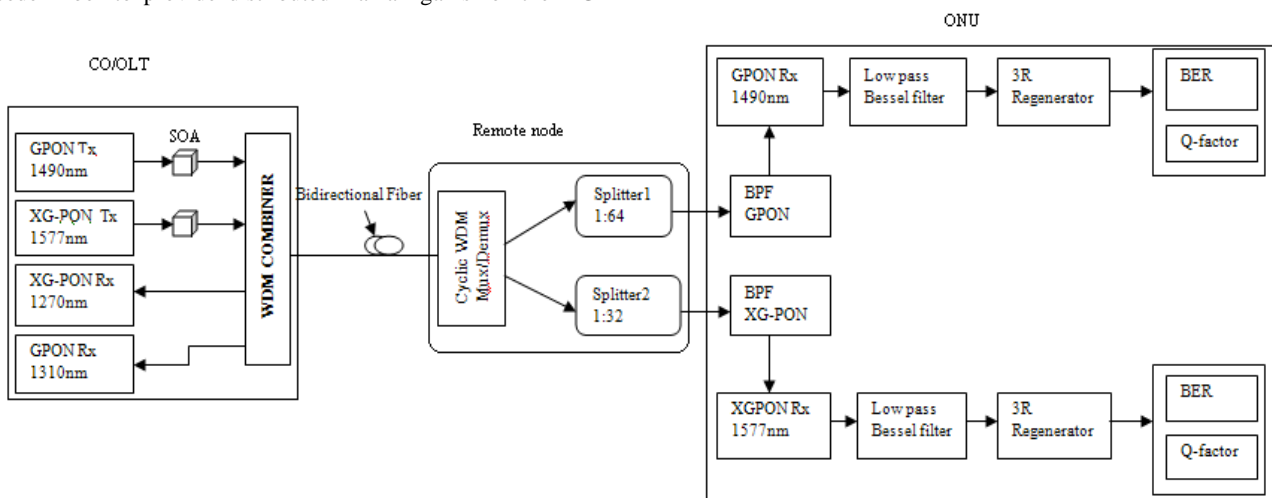 ONU
CO/OLT
GPON Tx
1490nm
SOA
XG-PON Tx
1577nm
XG-PON Rx
1270nm
GPON Rx
1310nm
WDM COMBINER
Bidirectional Fiber
Remote node
Cyclic WDM
Mux/Demux
Splitter1
1:64
Splitter2
1:32
GPON Rx
1490nm
Low pass
Bessel filter
3R
Regenerator
BER
Q-factor
BPF
GPON
BPF
XG-PON
XGPON Rx
1577nm
Low pass
Bessel filter
3R
Regenerator
BER
Q-factor